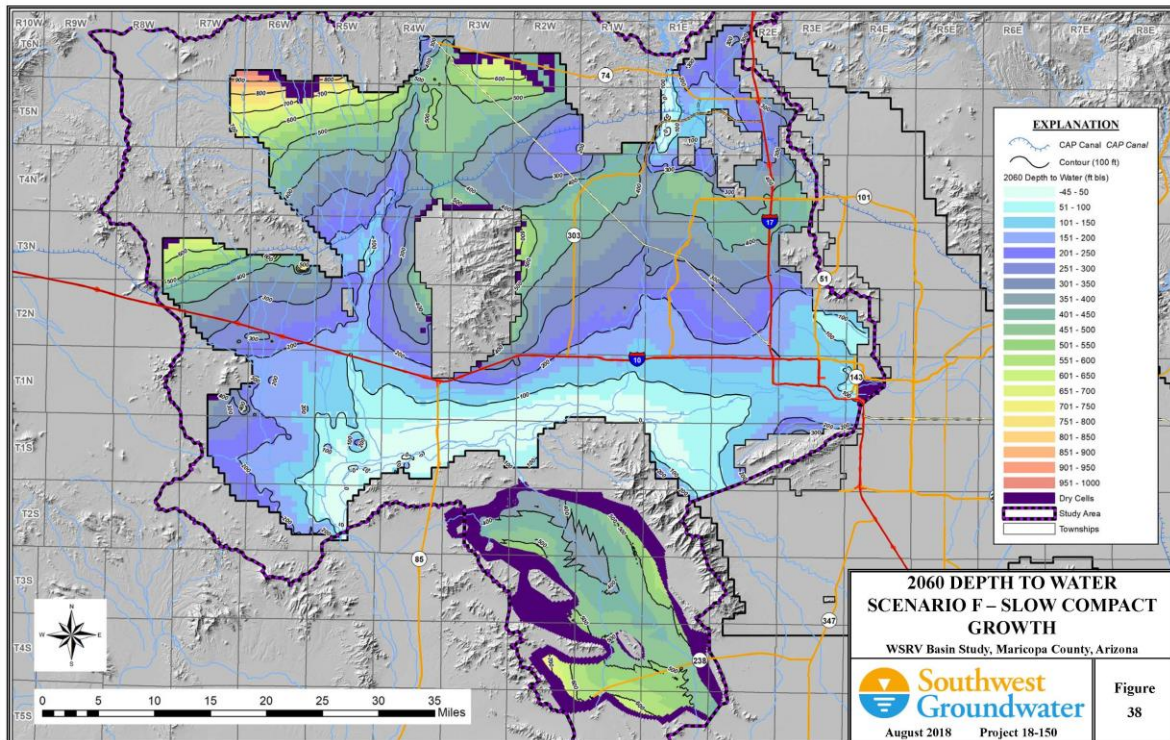 R10W R9W R8W R7W R6W R5W R4W R3W R2W R1W R1E R2E R3E R4E R5E R6E R7E R8E
T6N
T5N
T4N
T3N
T2N
T1N
T1S
T2S
T3S
T4S
T5S
74
303
101
17
51
10
143
85
238
347
EXPLANATION
CAP Canal CAP Canal
Contour (100 ft)
2060 Depth to Water (ft bls)
-45 - 50
51 - 100
101 - 150
151 - 200
201 - 250
251 - 300
301 - 350
351 - 400
401 - 450
451 - 500
501 - 550
551 - 600
601 - 650
651 - 700
701 - 750
751 - 800
801 - 850
851 - 900
901 - 950
951 - 1000
Dry Cells
Study Area
Townships
N
W E
S
0 5 10 15 20 25 30 35
Miles
2060 DEPTH TO WATER
SCENARIO F – SLOW COMPACT
GROWTH
WSRV Basin Study, Maricopa County, Arizona
Southwest
Groundwater
August 2018 Project 18-150
Figure
38